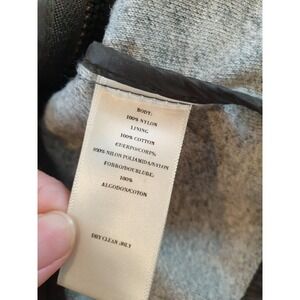 BODY:
100% NYLON
LINING
100% COTTON
CUERPO/CORPS:
100% NILON POLIAMIDA/NYLON
FORRO/DOUBLURE:
100%
ALGODON/COTON
DRY CLEAN ONLY